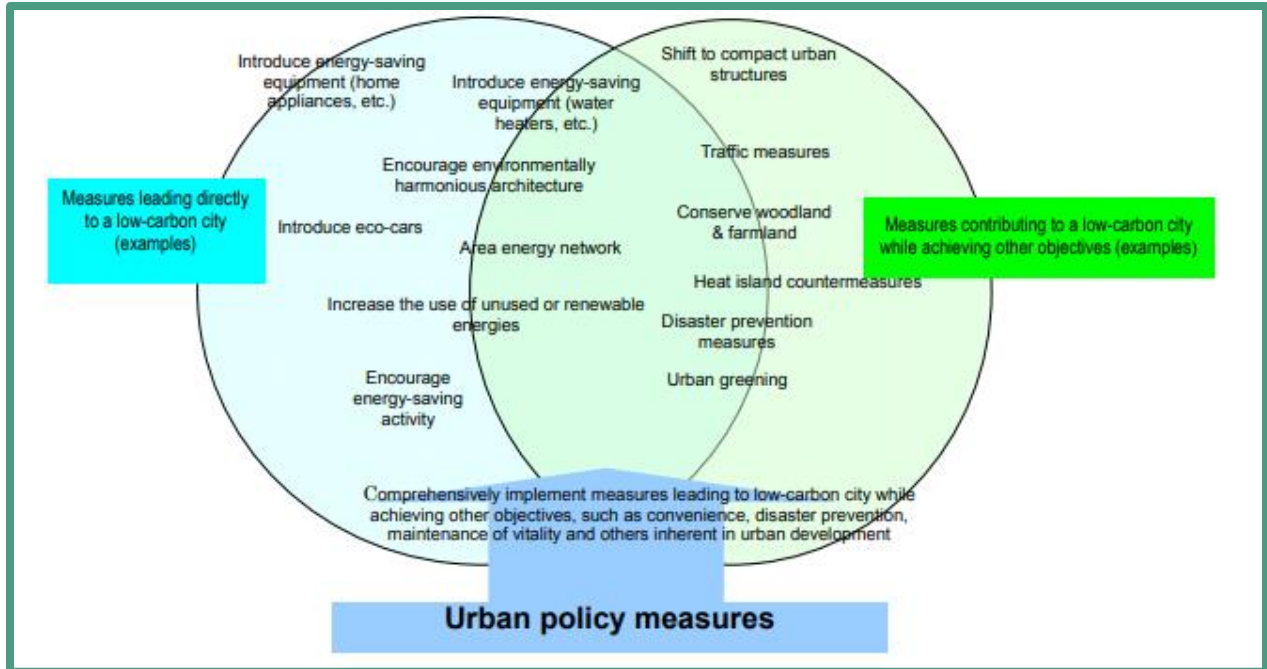 Introduce energy-saving
equipment (home
appliances, etc.)
Introduce energy-saving
equipment (water
heaters, etc.)
Shift to compact urban
structures
Encourage environmentally
harmonious architecture
Traffic measures
Measures leading directly
to a low-carbon city
(examples)
Introduce eco-cars
Area energy network
Conserve woodland
& farmland
Measures contributing to a low-carbon city
while achieving other objectives (examples)
Heat island countermeasures
Increase the use of unused or renewable
energies
Disaster prevention
measures
Encourage
energy-saving
activity
Urban greening
Comprehensively implement measures leading to low-carbon city while
achieving other objectives, such as convenience, disaster prevention,
maintenance of vitality and others inherent in urban development
Urban policy measures